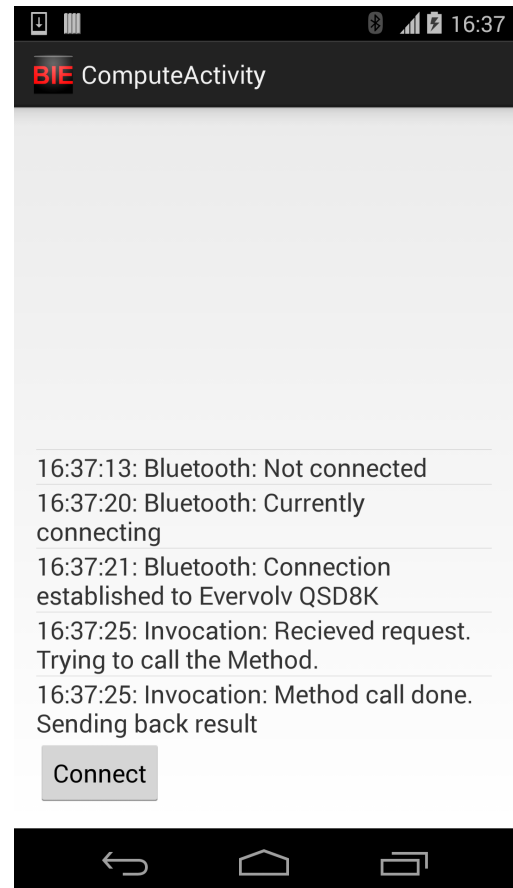 16:37
BIE ComputeActivity
16:37:13: Bluetooth: Not connected
16:37:20: Bluetooth: Currently
connecting
16:37:21: Bluetooth: Connection
established to Evervolv QSD8K
16:37:25: Invocation: Recieved request.
Trying to call the Method.
16:37:25: Invocation: Method call done.
Sending back result
Connect